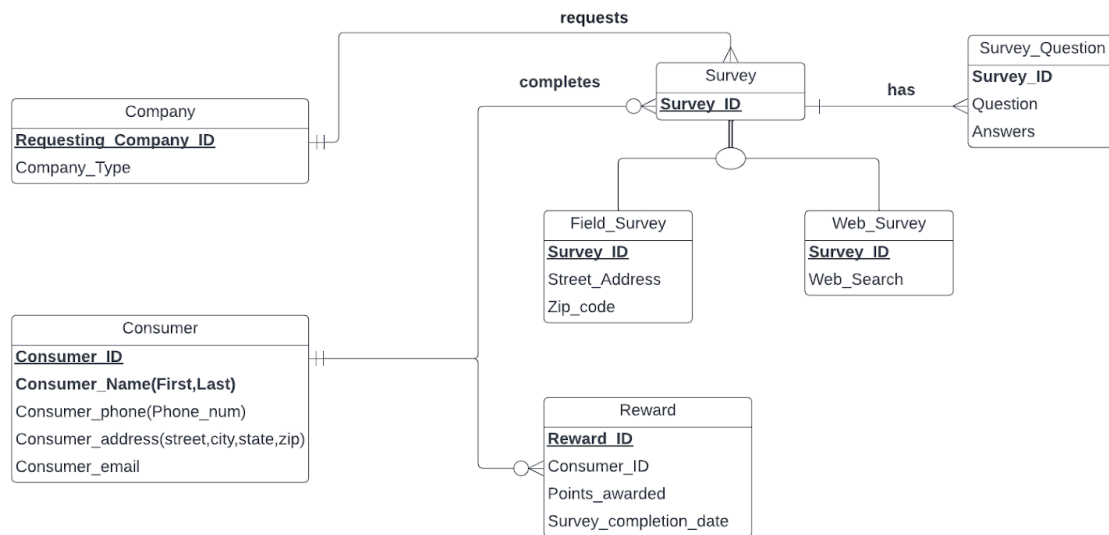 requests
completes
Survey
Survey_ID
has
Survey_Question
Survey_ID
Question
Answers
Company
Requesting_Company_ID
Company_Type
Field_Survey
Survey_ID
Street_Address
Zip_code
Web_Survey
Survey_ID
Web_Search
Consumer
Consumer_ID
Consumer_Name(First,Last)
Consumer_phone(Phone_num)
Consumer_address(street,city,state,zip)
Consumer_email
Reward
Reward_ID
Consumer_ID
Points_awarded
Survey_completion_date